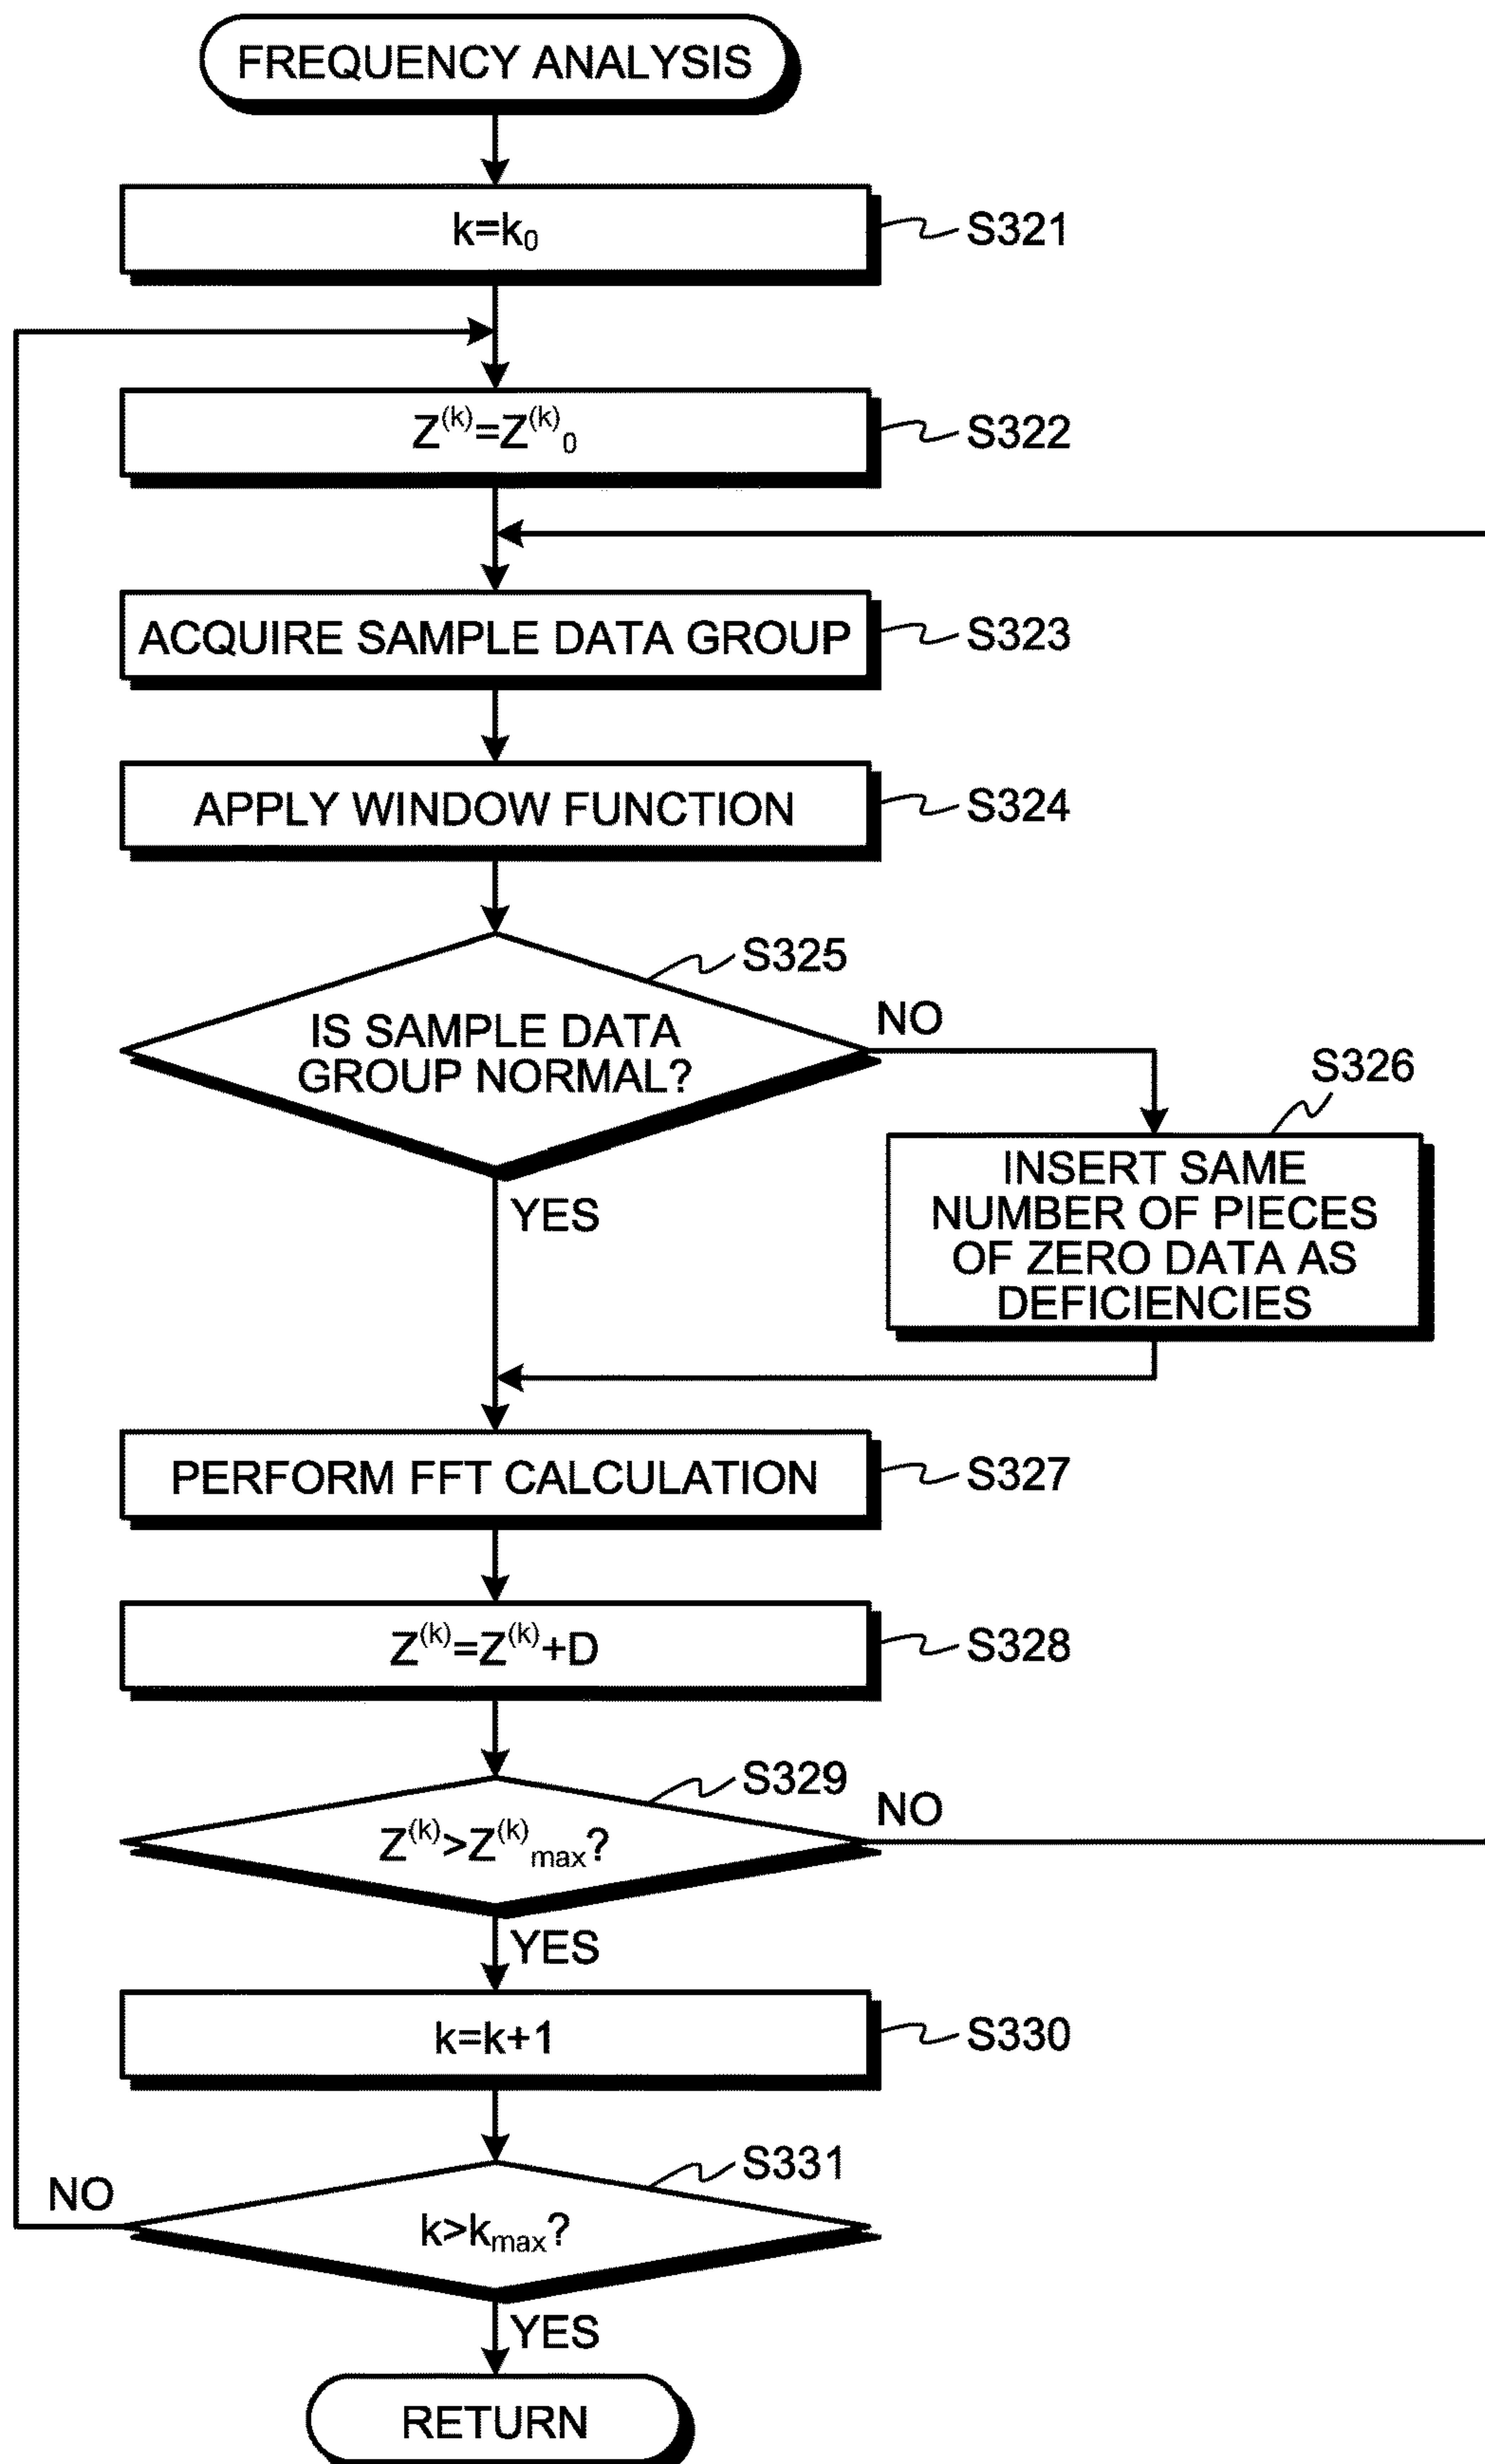 FREQUENCY ANALYSIS
k=k₀
S321
Z⁽ᵏ⁾=Z⁽ᵏ⁾₀
S322
ACQUIRE SAMPLE DATA GROUP
S323
APPLY WINDOW FUNCTION
S324
S325
IS SAMPLE DATA
GROUP NORMAL?
NO
S326
INSERT SAME
NUMBER OF PIECES
OF ZERO DATA AS
DEFICIENCIES
YES
PERFORM FFT CALCULATION
S327
Z⁽ᵏ⁾=Z⁽ᵏ⁾+D
S328
S329
NO
Z⁽ᵏ⁾>Z⁽ᵏ⁾ₘₐₓ?
YES
k=k+1
S330
S331
NO
k>kₘₐₓ?
YES
RETURN